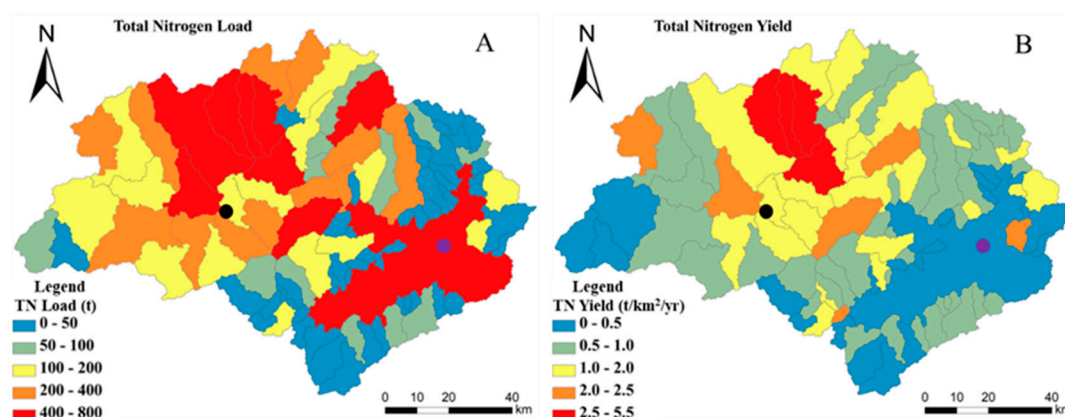 Total Nitrogen Load
A
N
Legend
TN Load (t)
0 - 50
50 - 100
100 - 200
200 - 400
400 - 800
0 10 20 40
km
Total Nitrogen Yield
B
N
Legend
TN Yield (t/km²/yr)
0 - 0.5
0.5 - 1.0
1.0 - 2.0
2.0 - 2.5
2.5 - 5.5
0 10 20 40